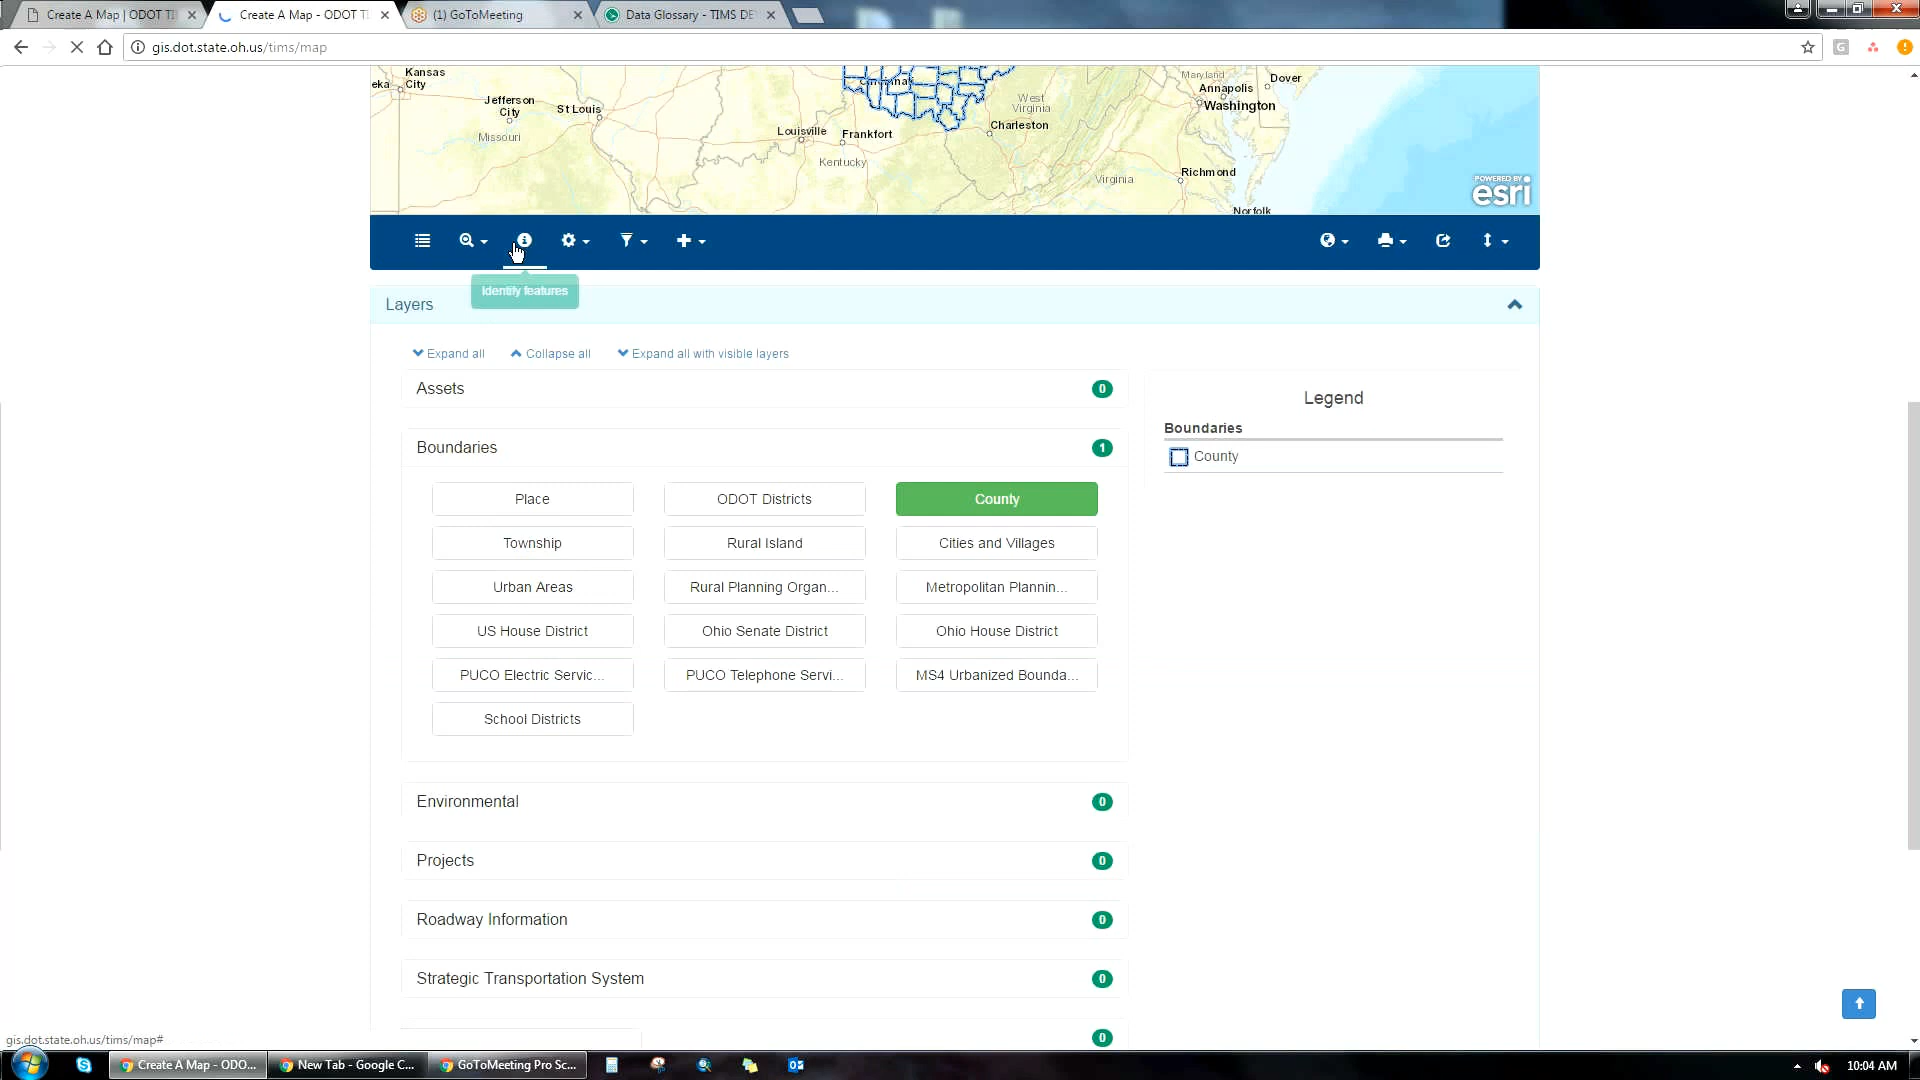 Create A Map | ODOT TI
Create A Map - ODOT TI
(1) GoToMeeting
Data Glossary - TIMS DE
gis.dot.state.oh.us/tims/map
Kansas City
eka
Jefferson City
St Louis
Missouri
Louisville
Frankfort
Kentucky
West Virginia
Charleston
Maryland
Dover
Annapolis
Washington
Virginia
Richmond
Norfolk
POWERED BY
esri
Identify features
Layers
Expand all
Collapse all
Expand all with visible layers
Assets
0
Boundaries
1
Place
ODOT Districts
County
Township
Rural Island
Cities and Villages
Urban Areas
Rural Planning Organ...
Metropolitan Plannin...
US House District
Ohio Senate District
Ohio House District
PUCO Electric Servic...
PUCO Telephone Servi...
MS4 Urbanized Bounda...
School Districts
Environmental
0
Projects
0
Roadway Information
0
Strategic Transportation System
0
0
Legend
Boundaries
County
gis.dot.state.oh.us/tims/map#
Create A Map - ODO...
New Tab - Google C...
GoToMeeting Pro Sc...
10:04 AM